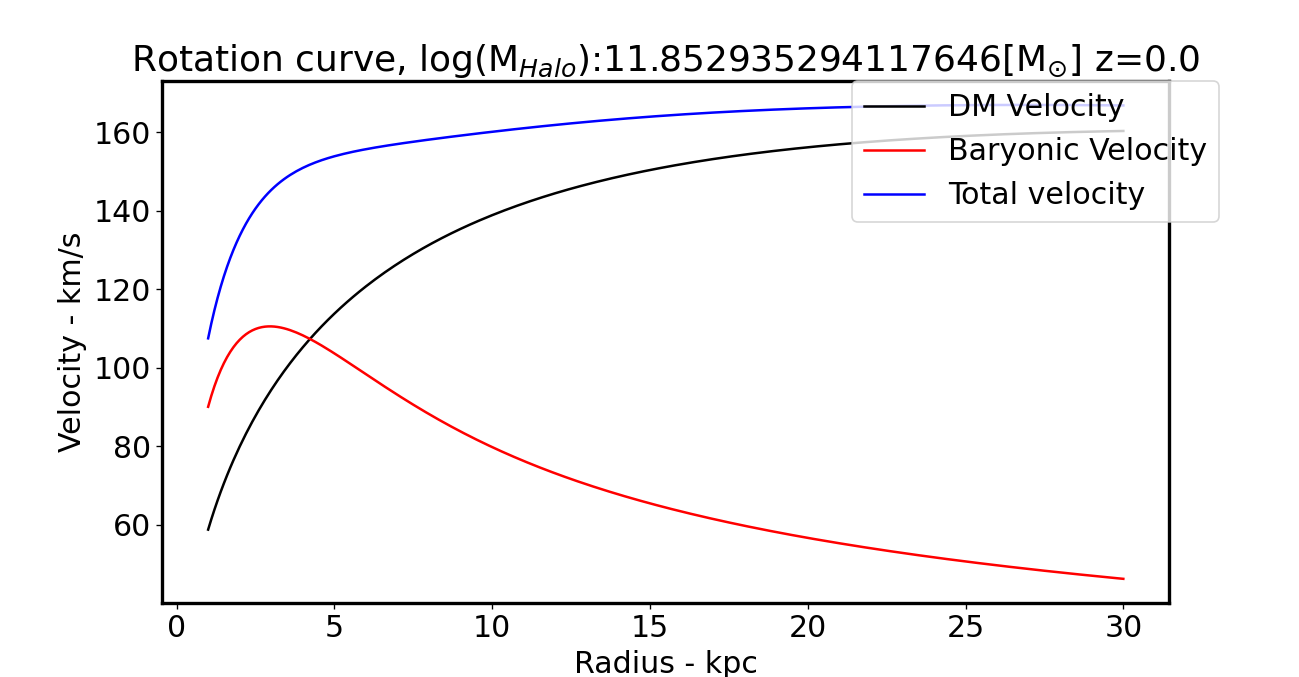 Rotation curve, log(M_Halo):11.852935294117646[M_☉] z=0.0
DM Velocity
Baryonic Velocity
Total velocity
Velocity - km/s
160
140
120
100
80
60
0 5 10 15 20 25 30
Radius - kpc